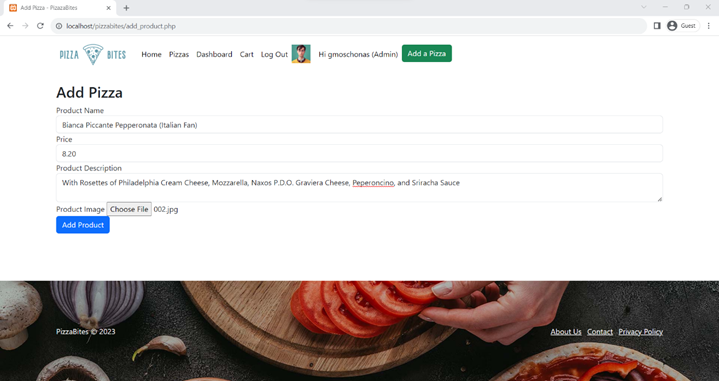 Add Pizza - PizzaBites
localhost/pizzabites/add_product.php
Guest
PIZZA BITES
Home Pizzas Dashboard Cart Log Out Hi gmoschonas (Admin) Add a Pizza
Add Pizza
Product Name
Bianca Piccante Pepperonata (Italian Fan)
Price
8.20
Product Description
With Rosettes of Philadelphia Cream Cheese, Mozzarella, Naxos P.D.O. Graviera Cheese, Peperoncino, and Sriracha Sauce
Product Image Choose File 002.jpg
Add Product
PizzaBites © 2023 About Us Contact Privacy Policy